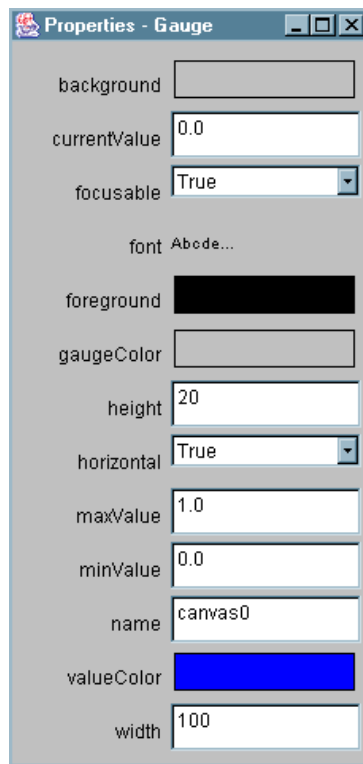 Properties - Gauge
background
currentValue 0.0
focusable True
font Abcde...
foreground
gaugeColor
height 20
horizontal True
maxValue 1.0
minValue 0.0
name canvas0
valueColor
width 100